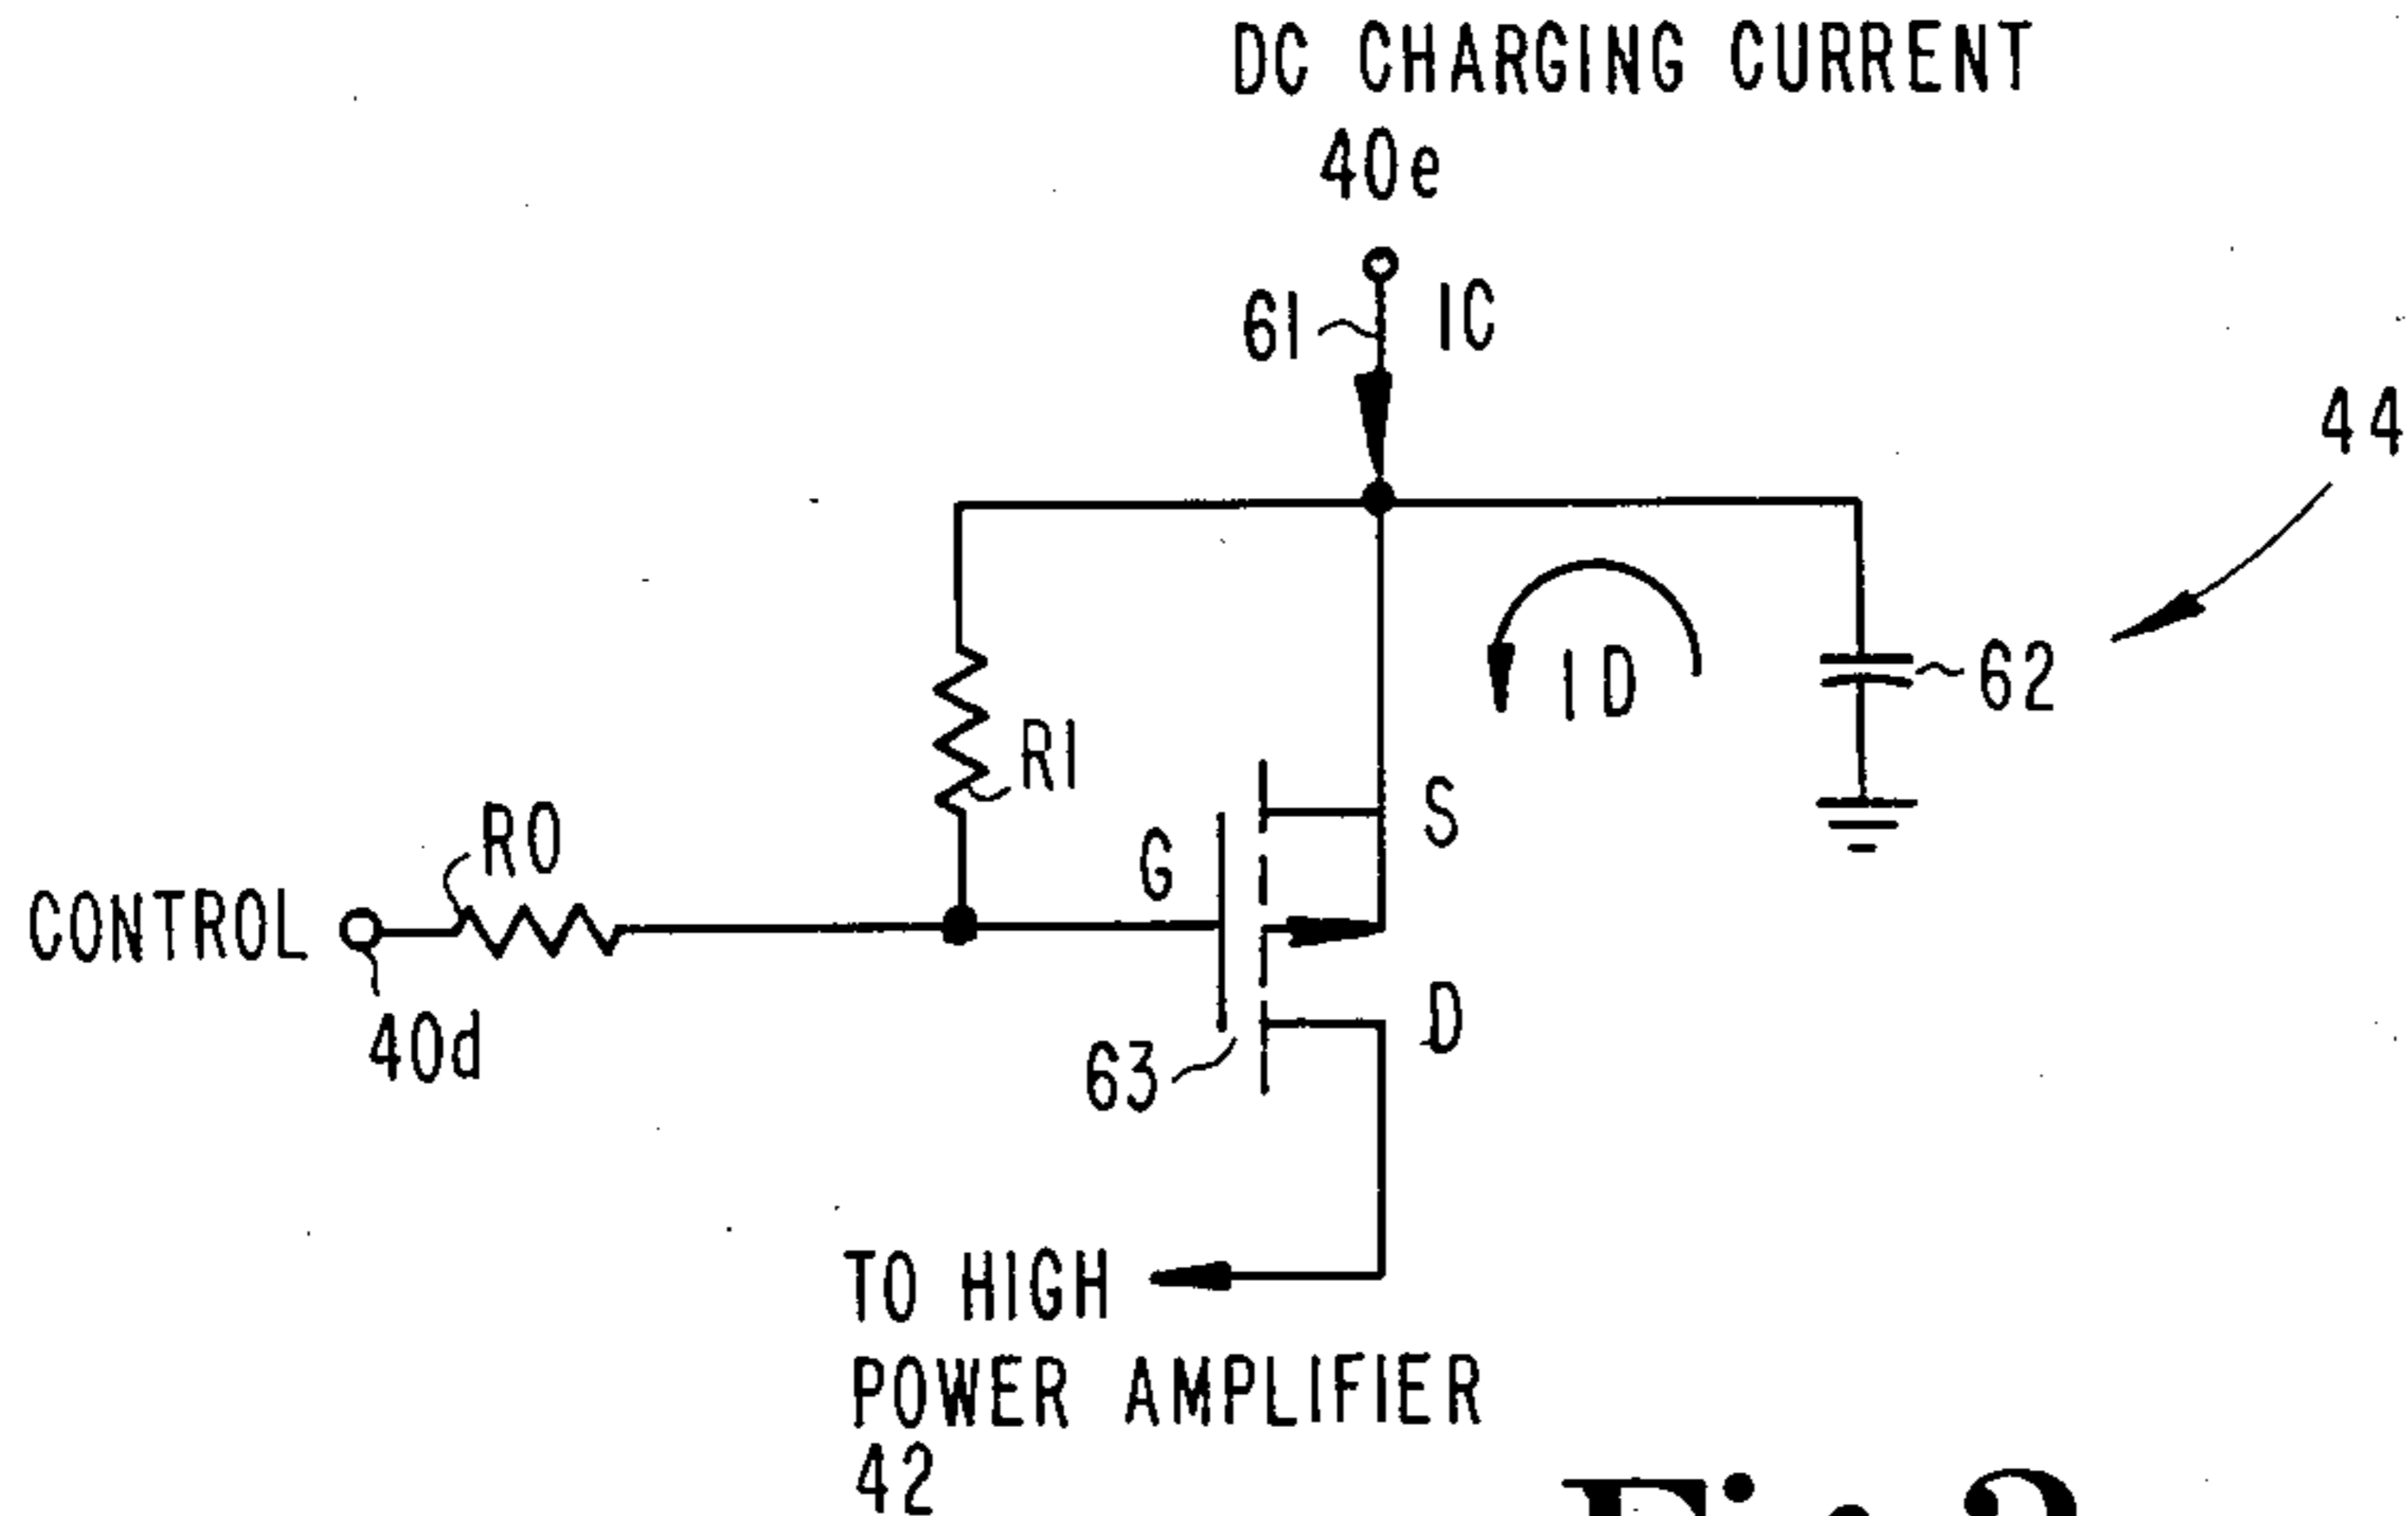 DC CHARGING CURRENT
40e
61
IC
44
ID
62
R1
S
RO
G
CONTROL
D
40d
63
TO HIGH
POWER AMPLIFIER
42